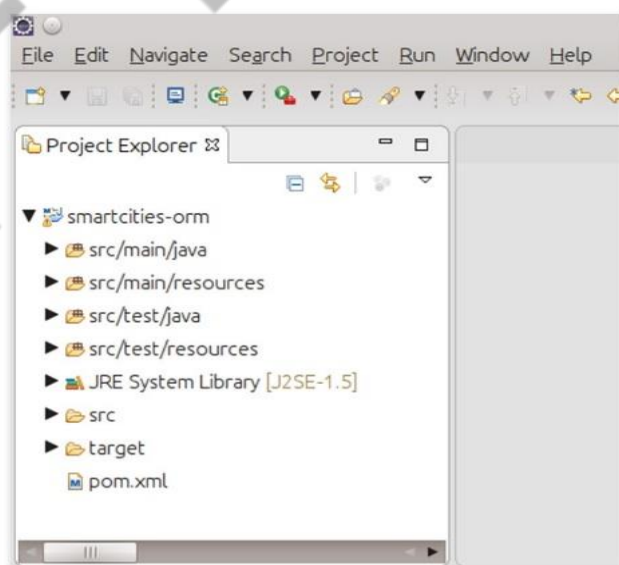 File Edit Navigate Search Project Run Window Help
Project Explorer
smartcities-orm
src/main/java
src/main/resources
src/test/java
src/test/resources
JRE System Library [J2SE-1.5]
src
target
pom.xml